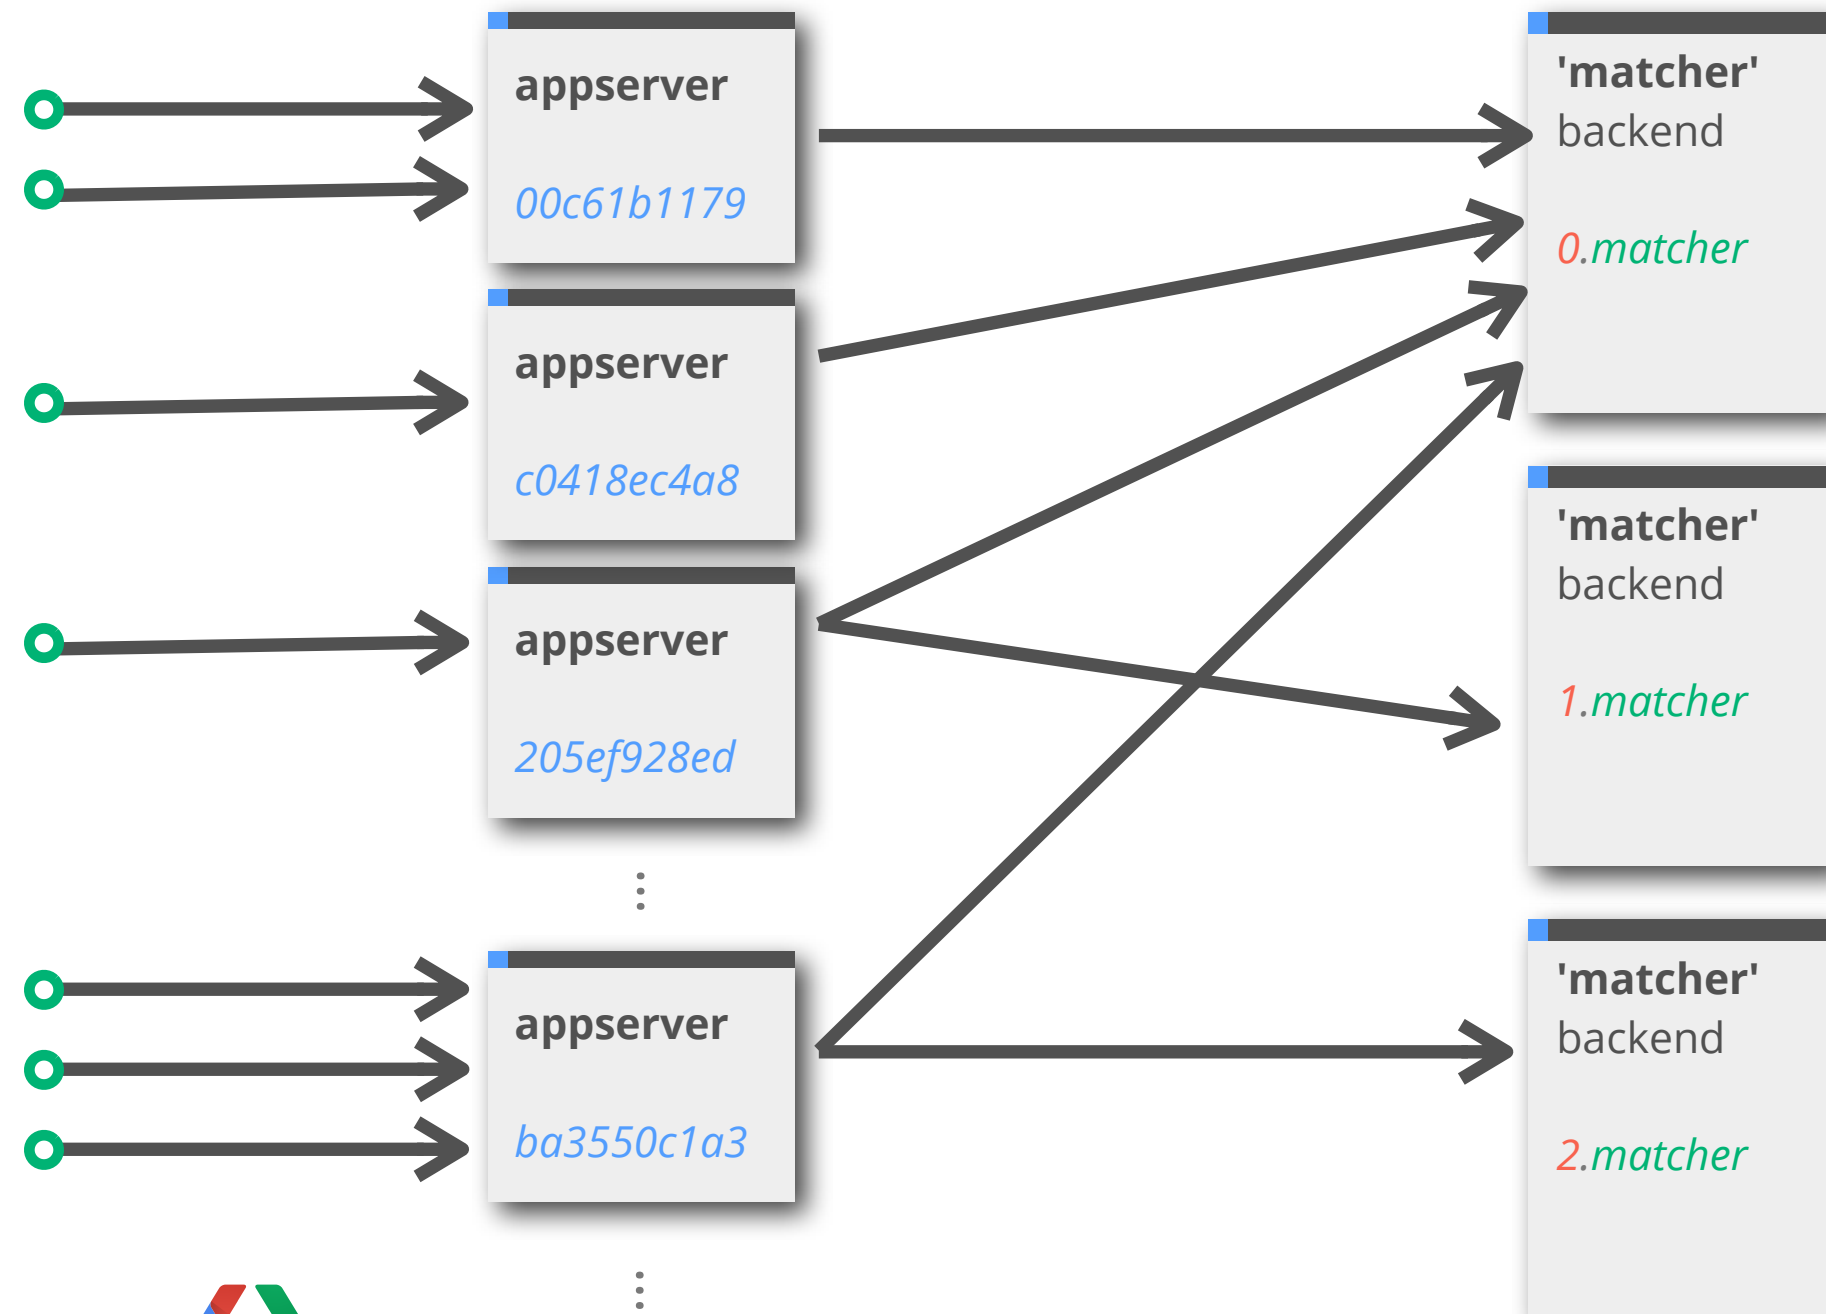 appserver
00c61b1179
appserver
c0418ec4a8
appserver
205ef928ed
appserver
ba3550c1a3
'matcher'
backend
0.matcher
'matcher'
backend
1.matcher
'matcher'
backend
2.matcher